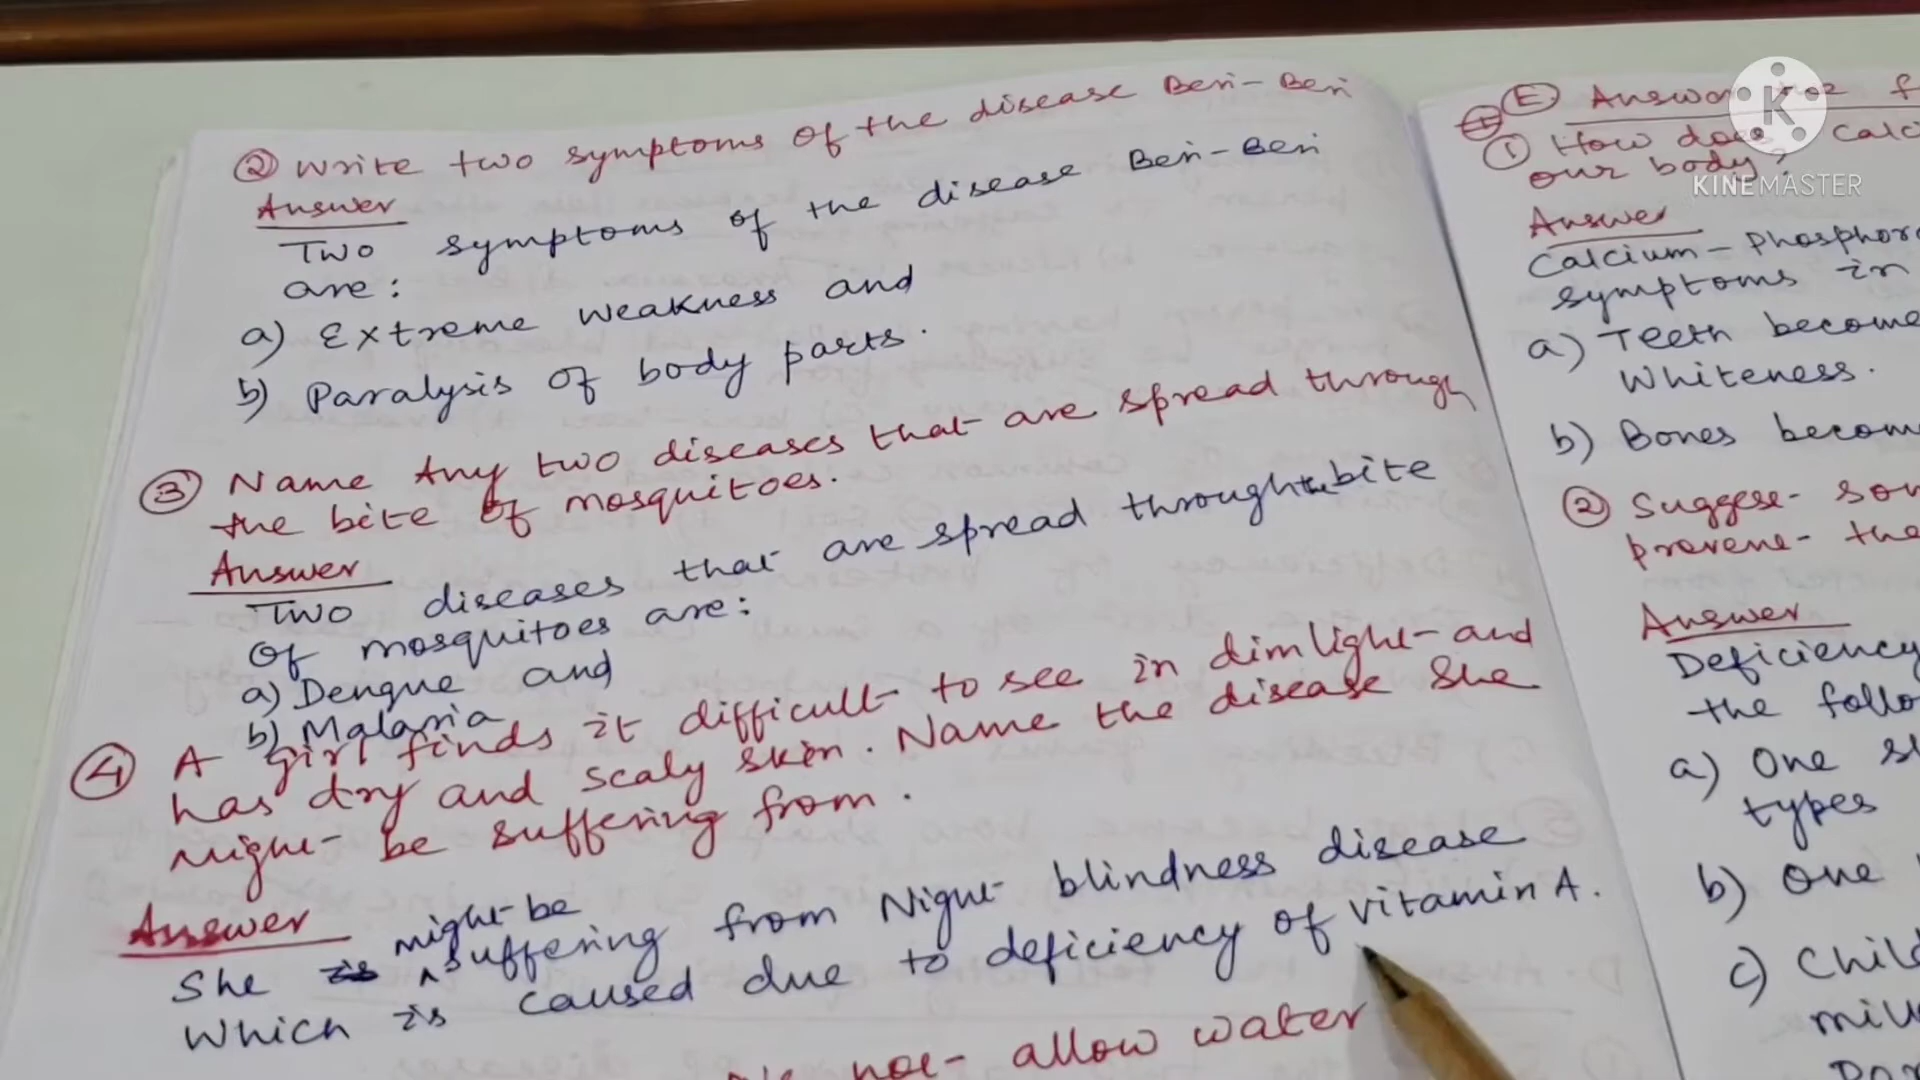 ② Write two symptoms of the disease Beri-Beri
Answer
Two symptoms of the disease Beri-Beri
are:
a) Extreme weakness and
b) Paralysis of body parts.
③ Name Any two diseases that are spread through
the bite of mosquitoes.
Answer
Two diseases that are spread through the bite
of mosquitoes are:
a) Dengue and
b) Malaria
④ A girl finds it difficult to see in dimlight and
has dry and scaly skin. Name the disease she
might be suffering from.
Answer
She might be suffering from Night blindness disease
which is caused due to deficiency of vitamin A.
not allow water
E Answer
① How does Calci
our body?
Answer
Calcium - Phosphor
symptoms in
a) Teeth become
Whiteness.
b) Bones becom
② Suggest
prevent the
Answer
Deficiency
the follo
a) One
types
b) One
c) Chil
KINEMASTER